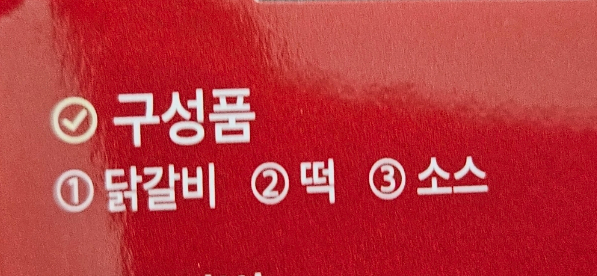 구성품
① 닭갈비 ② 떡 ③ 소스